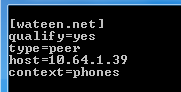 [wateen.net]
qualify=yes
type=peer
host=10.64.1.39
context=phones